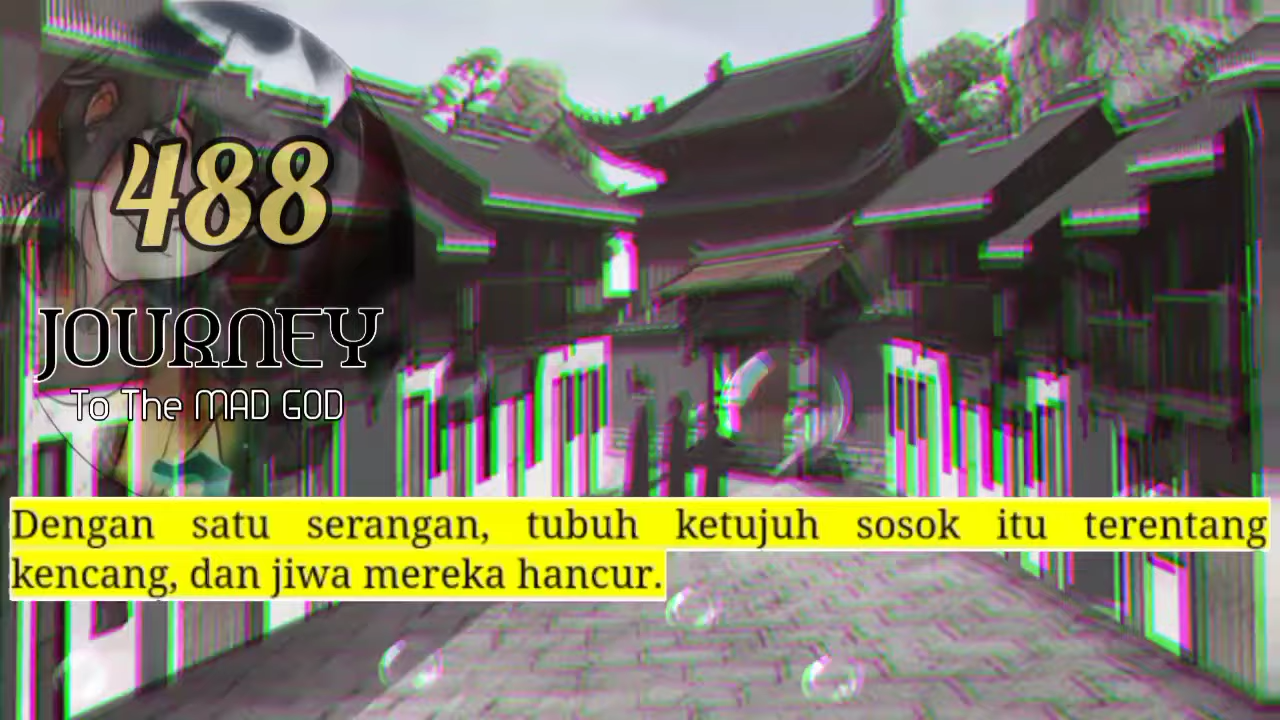 488
JOURNEY
To The MAD GOD
Dengan satu serangan, tubuh ketujuh sosok itu terentang
kencang, dan jiwa mereka hancur.